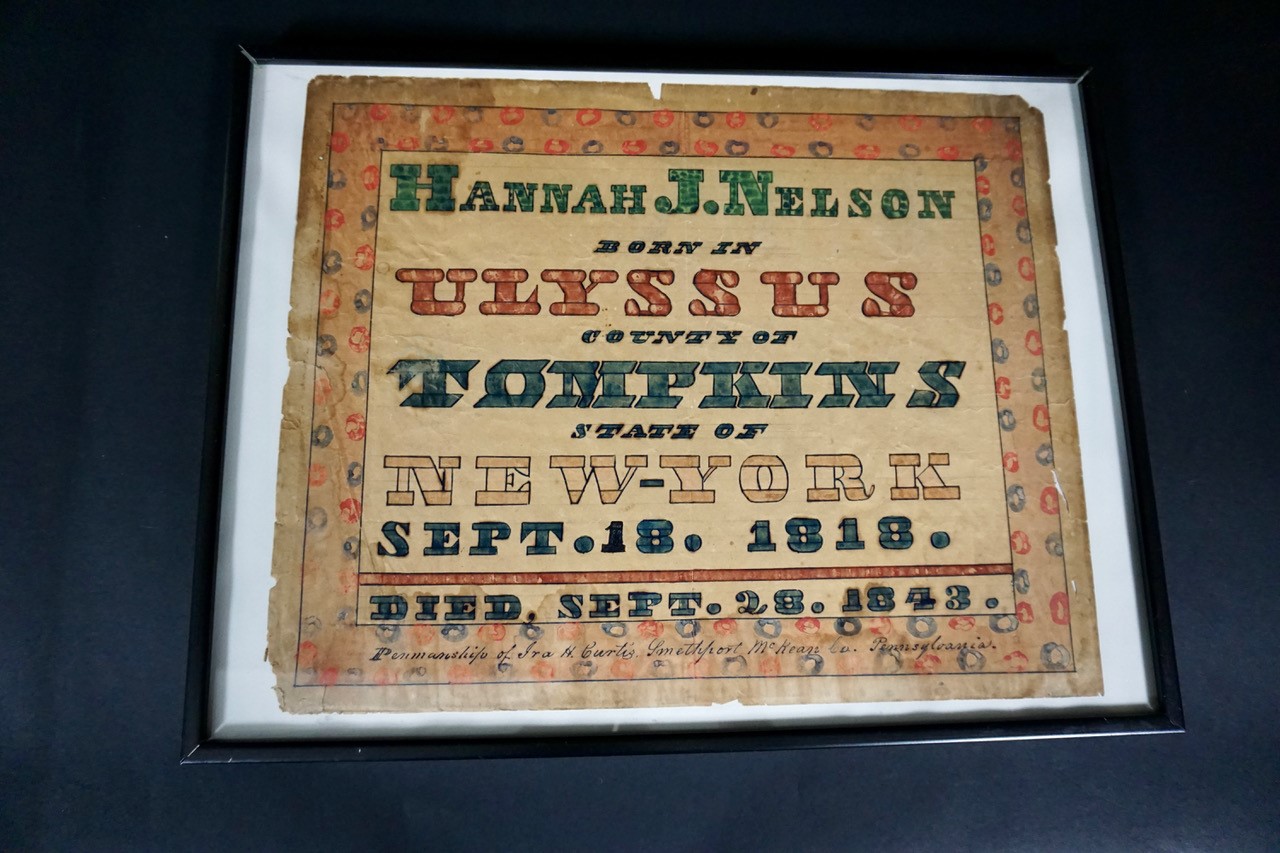 HANNAH J. NELSON
BORN IN
ULYSSUS
COUNTY OF
TOMPKINS
STATE OF
NEW-YORK
SEPT. 18. 1818.
DIED. SEPT. 28. 1843.
Penmanship of Ira H. Curtis. Smethport McKean Co. Pennsylvania.